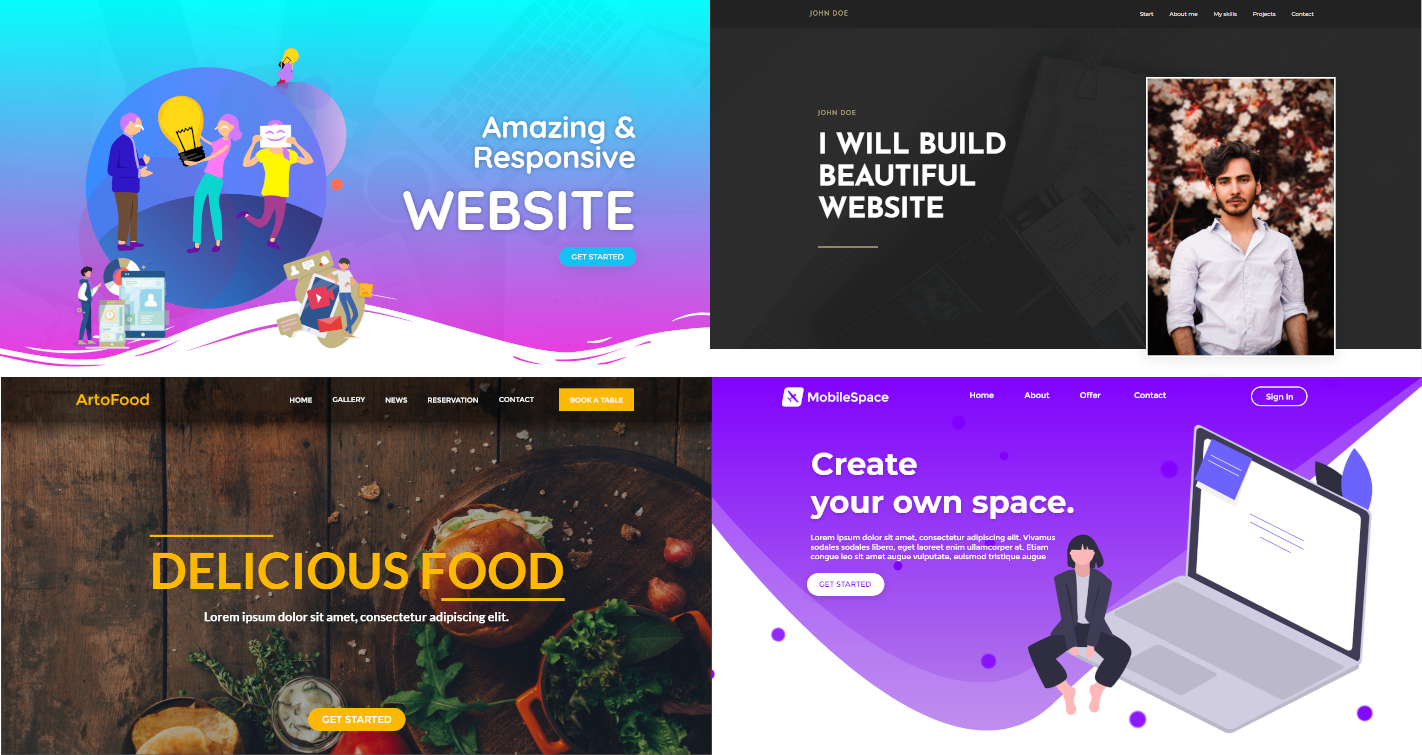 Amazing &
Responsive
WEBSITE
GET STARTED
JOHN DOE
Start About me My skills Projects Contact
JOHN DOE
I WILL BUILD
BEAUTIFUL
WEBSITE
ArtoFood
HOME GALLERY NEWS RESERVATION CONTACT BOOK A TABLE
DELICIOUS FOOD
Lorem ipsum dolor sit amet, consectetur adipiscing elit.
GET STARTED
MobileSpace
Home About Offer Contact Sign In
Create
your own space.
Lorem ipsum dolor sit amet, consectetur adipiscing elit. Vivamus
sodales sodales libero, eget laoreet enim ullamcorper at. Etiam
congue leo sit amet augue vulputate, euismod tristique augue
GET STARTED